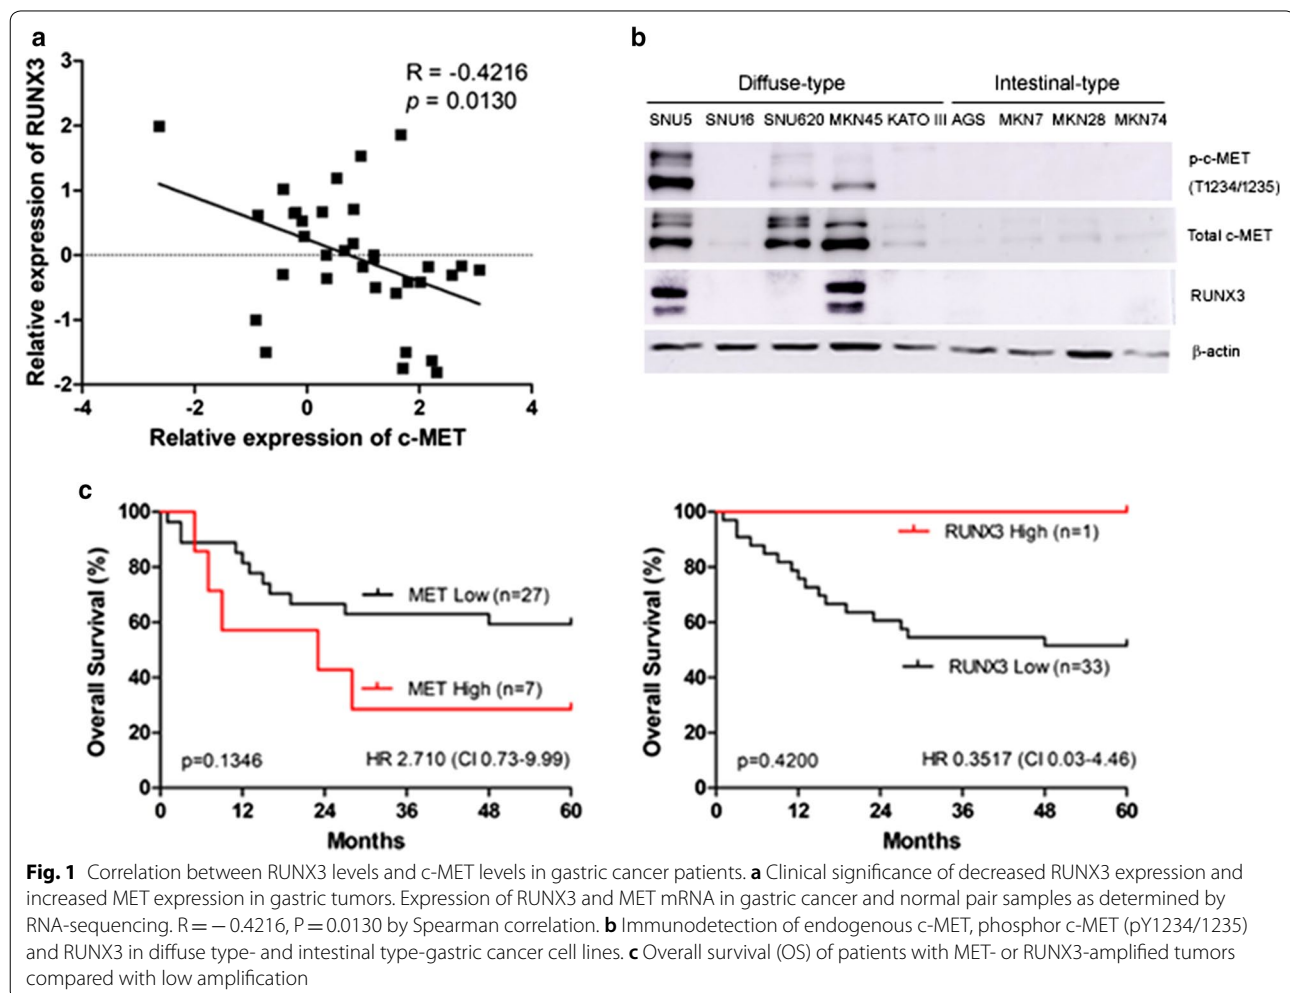 a
R = -0.4216
p = 0.0130
Relative expression of RUNX3
3
2
1
0
-1
-2
-4
-2
0
2
4
Relative expression of c-MET
b
Diffuse-type
Intestinal-type
SNU5 SNU16 SNU620 MKN45 KATO III AGS MKN7 MKN28 MKN74
p-c-MET
(T1234/1235)
Total c-MET
RUNX3
β-actin
c
Overall Survival (%)
100
80
60
40
20
0
MET Low (n=27)
MET High (n=7)
p=0.1346
HR 2.710 (CI 0.73-9.99)
0 12 24 36 48 60
Months
Overall Survival (%)
100
80
60
40
20
0
RUNX3 High (n=1)
RUNX3 Low (n=33)
p=0.4200
HR 0.3517 (CI 0.03-4.46)
0 12 24 36 48 60
Months
Fig. 1 Correlation between RUNX3 levels and c-MET levels in gastric cancer patients. a Clinical significance of decreased RUNX3 expression and
increased MET expression in gastric tumors. Expression of RUNX3 and MET mRNA in gastric cancer and normal pair samples as determined by
RNA-sequencing. R = − 0.4216, P = 0.0130 by Spearman correlation. b Immunodetection of endogenous c-MET, phosphor c-MET (pY1234/1235)
and RUNX3 in diffuse type- and intestinal type-gastric cancer cell lines. c Overall survival (OS) of patients with MET- or RUNX3-amplified tumors
compared with low amplification